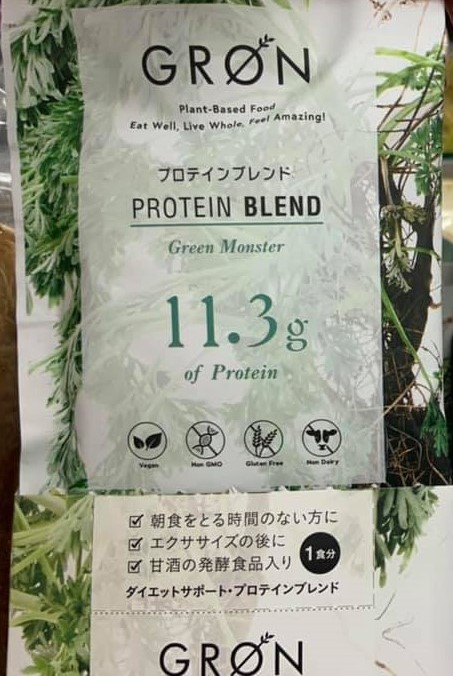 GRØN
Plant-Based Food
Eat Well, Live Whole, Feel Amazing!
プロテインブレンド
PROTEIN BLEND
Green Monster
11.3g
of Protein
Vegan
Non GMO
Gluten Free
Non Dairy
朝食をとる時間のない方に
エクササイズの後に
甘酒の発酵食品入り
1食分
ダイエットサポート・プロテインブレンド
GRØN